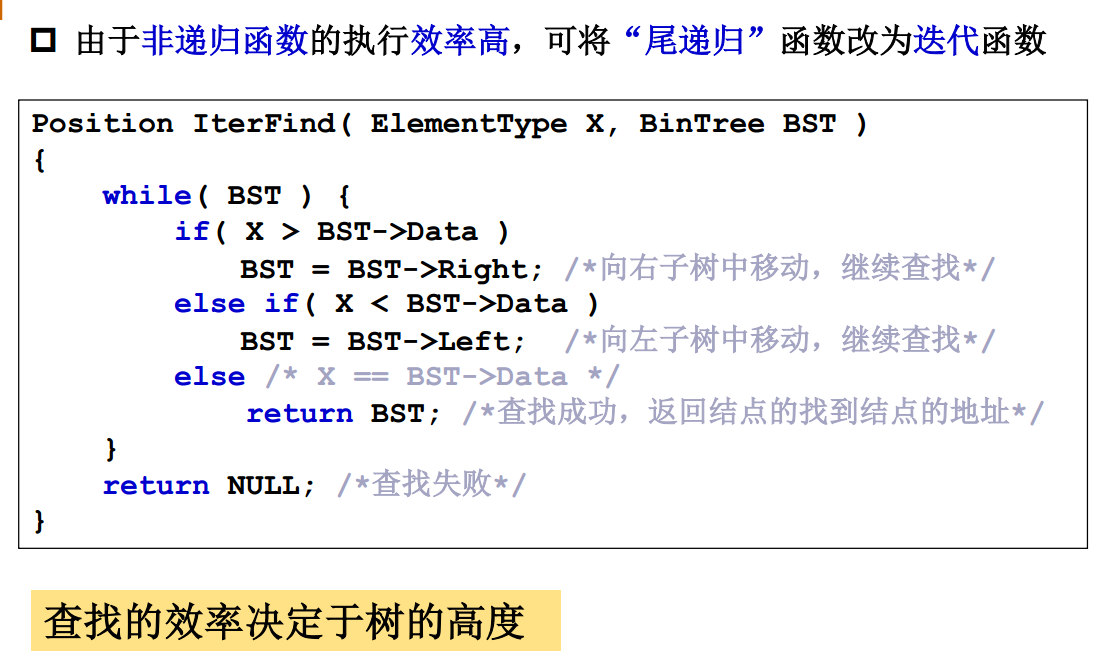 由于非递归函数的执行效率高，可将“尾递归”函数改为迭代函数
Position IterFind( ElementType X, BinTree BST )
{
while( BST ) {
if( X > BST->Data )
BST = BST->Right; /*向右子树中移动，继续查找*/
else if( X < BST->Data )
BST = BST->Left; /*向左子树中移动，继续查找*/
else /* X == BST->Data */
return BST; /*查找成功，返回结点的找到结点的地址*/
}
return NULL; /*查找失败*/
}
查找的效率决定于树的高度